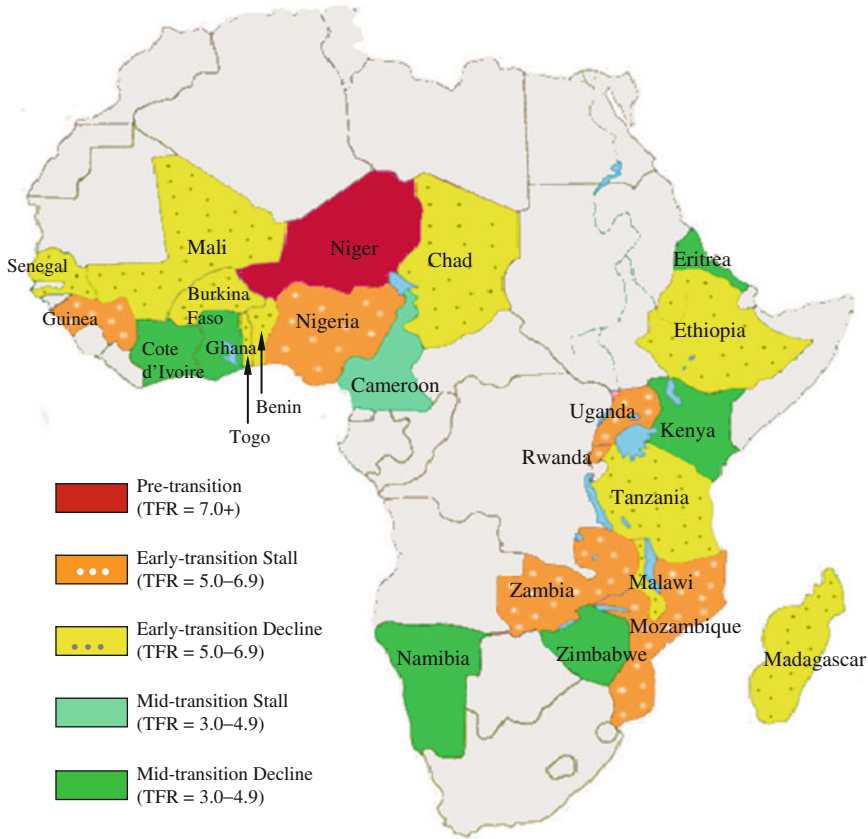 Mali
Niger
Chad
Senegal
Eritrea
Burkina
Faso
Guinea
Nigeria
Ethiopia
Cote
d'Ivoire
Ghana
Cameroon
Benin
Togo
Uganda
Kenya
Rwanda
Tanzania
Zambia
Malawi
Mozambique
Namibia
Zimbabwe
Madagascar
Pre-transition
(TFR = 7.0+)
Early-transition Stall
(TFR = 5.0–6.9)
Early-transition Decline
(TFR = 5.0–6.9)
Mid-transition Stall
(TFR = 3.0–4.9)
Mid-transition Decline
(TFR = 3.0–4.9)